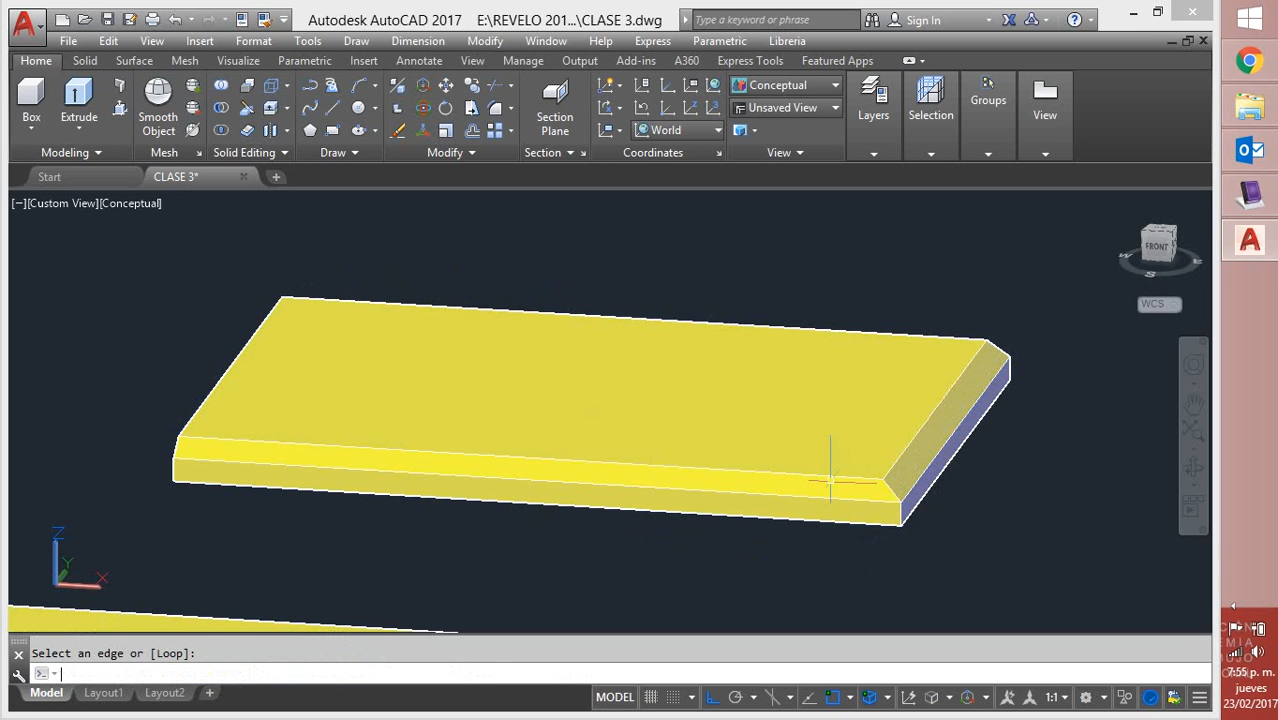 Autodesk AutoCAD 2017 E:\REVELO 201...\CLASE 3.dwg
Type a keyword or phrase
Sign In
File Edit View Insert Format Tools Draw Dimension Modify Window Help Express Parametric Libreria
Home Solid Surface Mesh Visualize Parametric Insert Annotate View Manage Output Add-ins A360 Express Tools Featured Apps
Box
Extrude
Smooth
Object
Section
Plane
Conceptual
Unsaved View
World
Layers
Selection
Groups
View
Modeling Mesh Solid Editing Draw Modify Section Coordinates View
Start
CLASE 3*
[−][Custom View][Conceptual]
FRONT
W
S
E
WCS
Z
Y
X
Select an edge or [Loop]:
Model Layout1 Layout2
MODEL
1:1
7:55 p. m.
jueves
23/02/2017